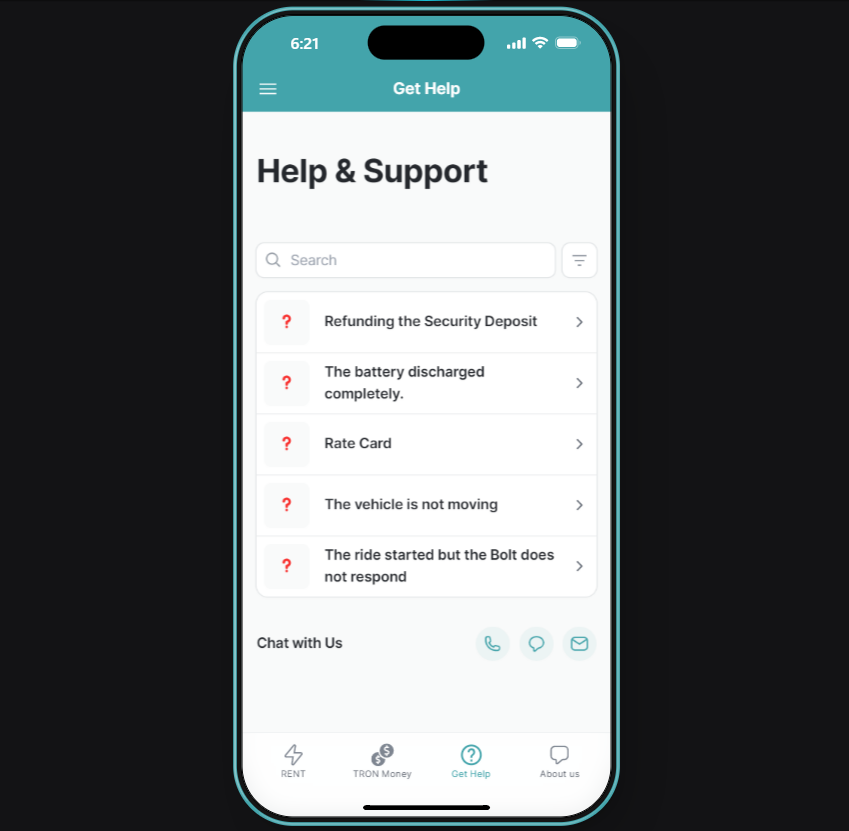 6:21
Get Help
Help & Support
Search
? Refunding the Security Deposit
? The battery discharged
completely.
? Rate Card
? The vehicle is not moving
? The ride started but the Bolt does
not respond
Chat with Us
RENT TRON Money Get Help About us